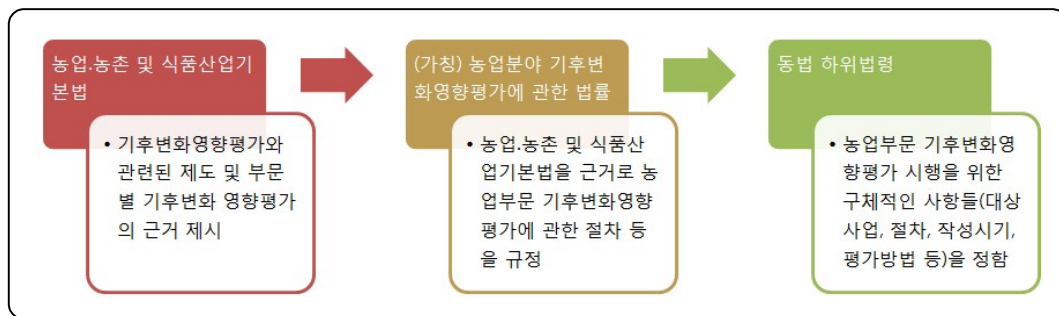 농업.농촌 및 식품산업기
본법
• 기후변화영향평가와
관련된 제도 및 부문
별 기후변화 영향평가
의 근거 제시
(가칭) 농업분야 기후변
화영향평가에 관한 법률
• 농업.농촌 및 식품산
업기본법을 근거로 농
업부문 기후변화영향
평가에 관한 절차 등
을 규정
동법 하위법령
• 농업부문 기후변화영
향평가 시행을 위한
구체적인 사항들(대상
사업, 절차, 작성시기,
평가방법 등)을 정함